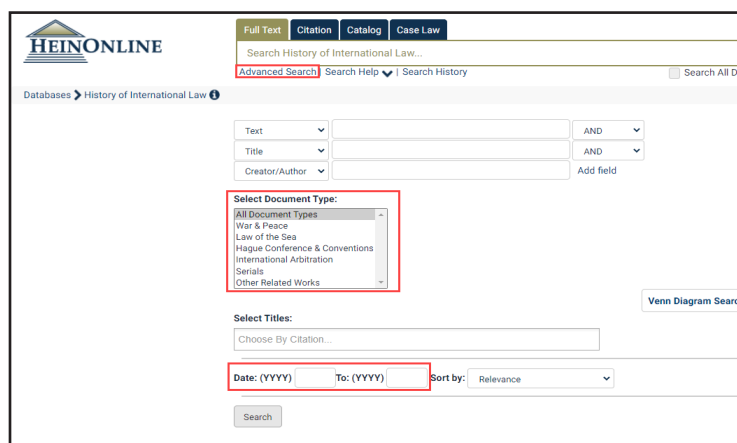 HEINONLINE
Full Text Citation Catalog Case Law
Search History of International Law...
Advanced Search | Search Help | Search History Search All D
Databases History of International Law
Text AND
Title AND
Creator/Author Add field
Select Document Type:
All Document Types
War & Peace
Law of the Sea
Hague Conference & Conventions
International Arbitration
Serials
Other Related Works
Venn Diagram Sear
Select Titles:
Choose By Citation...
Date: (YYYY) To: (YYYY) Sort by: Relevance
Search